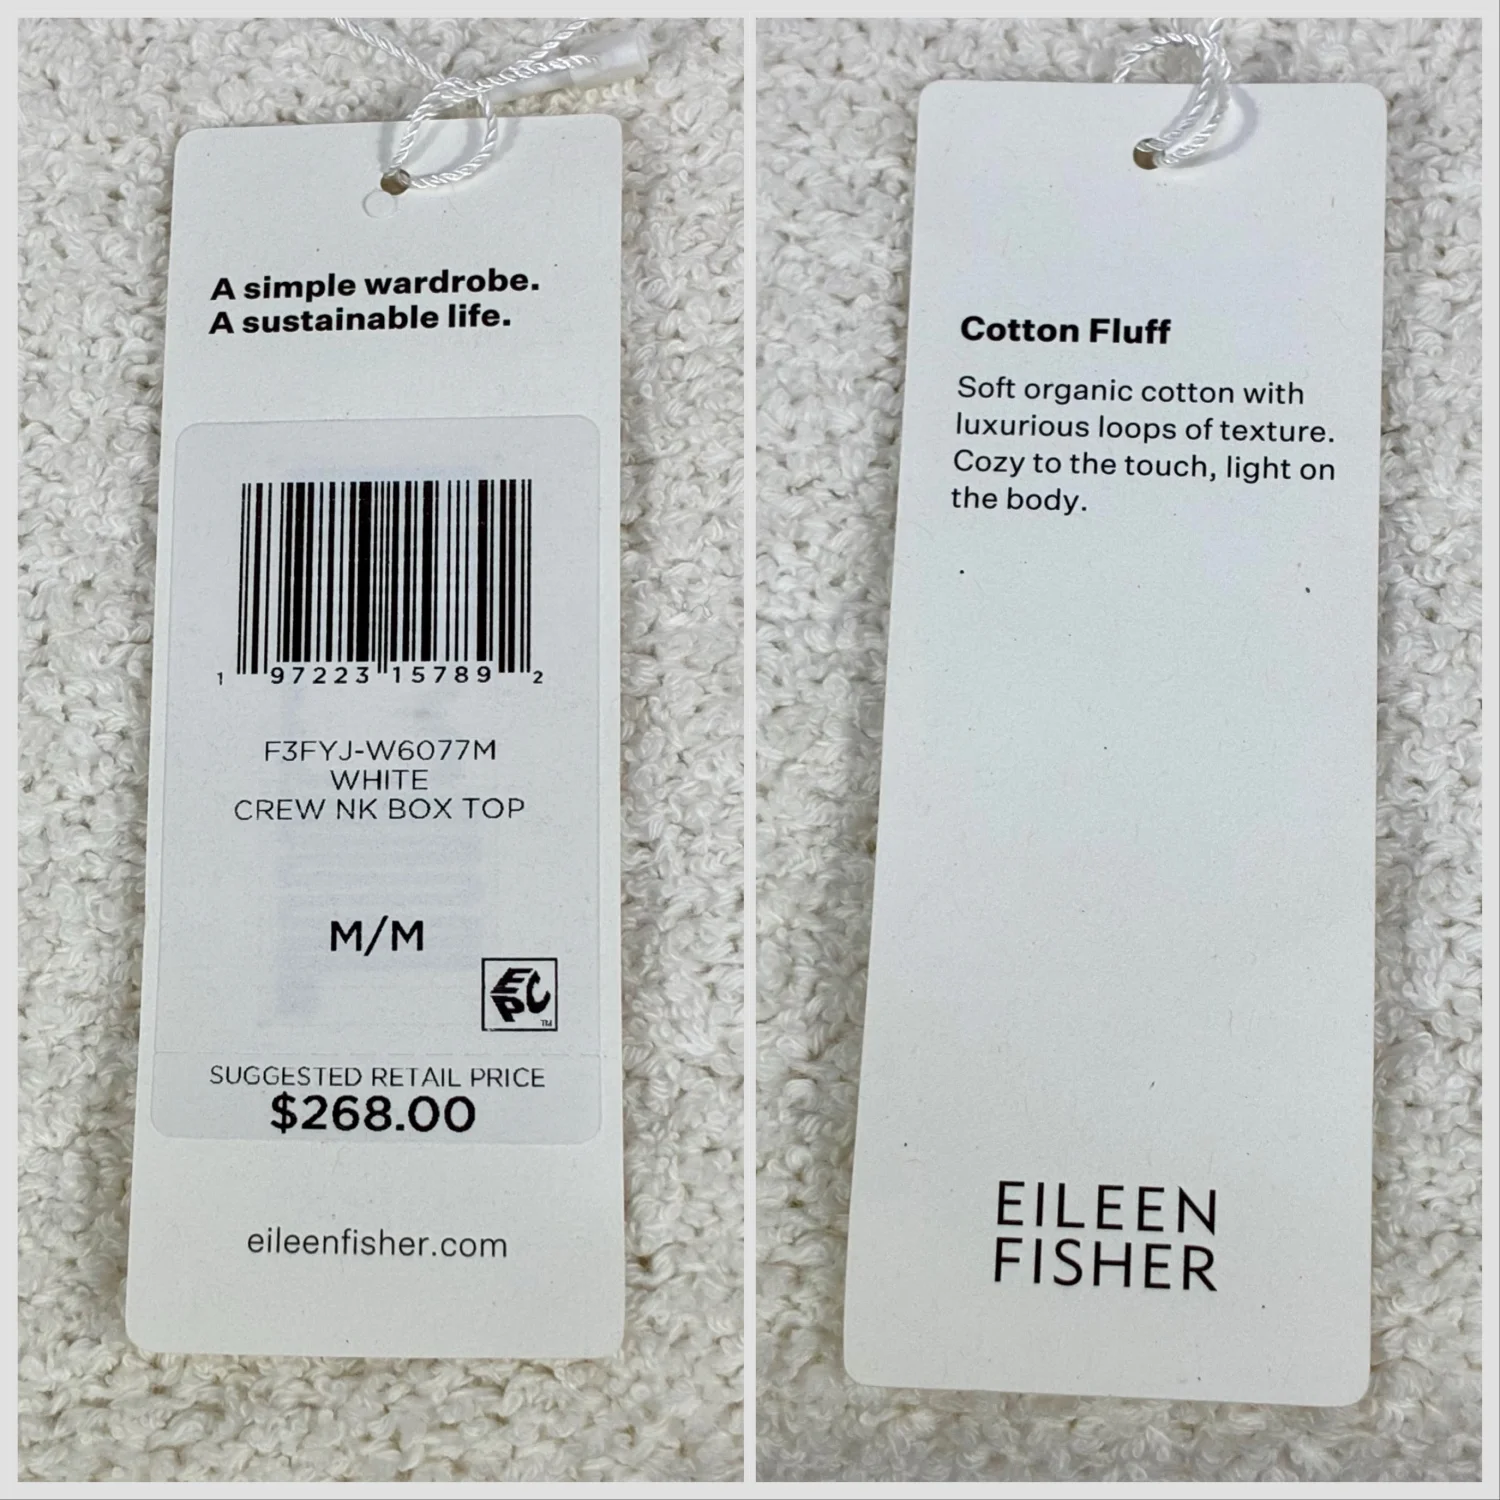 A simple wardrobe.
A sustainable life.
1 97223 15789 2
F3FYJ-W6077M
WHITE
CREW NK BOX TOP
M/M
EPC
TM
SUGGESTED RETAIL PRICE
$268.00
eileenfisher.com
Cotton Fluff
Soft organic cotton with
luxurious loops of texture.
Cozy to the touch, light on
the body.
EILEEN
FISHER